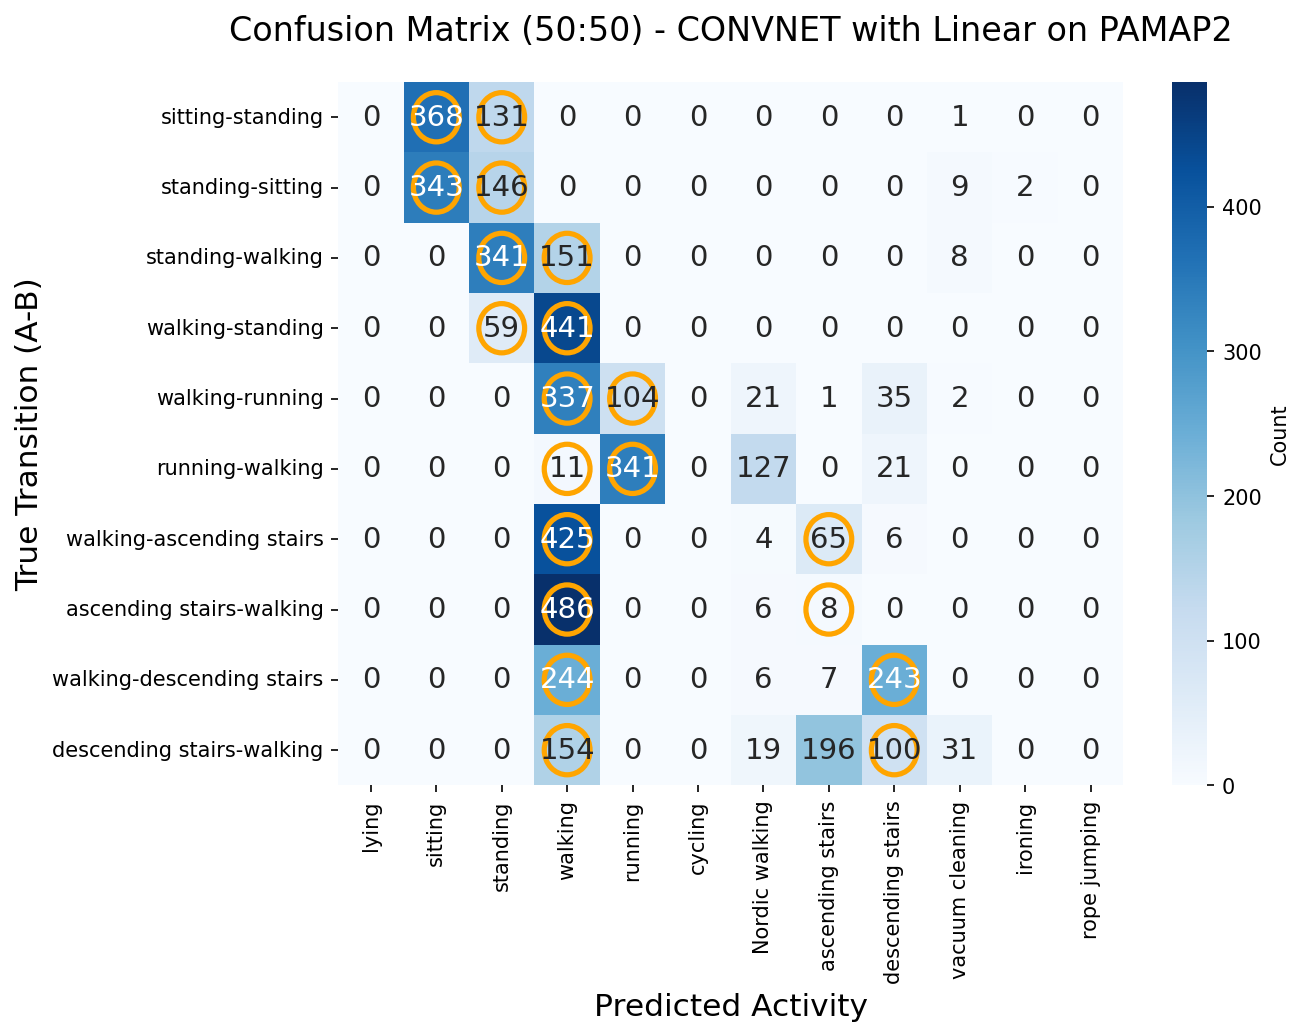 Confusion Matrix (50:50) - CONVNET with Linear on PAMAP2
True Transition (A-B)
sitting-standing 0 368 131 0 0 0 0 0 0 1 0 0
standing-sitting 0 343 146 0 0 0 0 0 0 9 2 0
standing-walking 0 0 341 151 0 0 0 0 0 8 0 0
walking-standing 0 0 59 441 0 0 0 0 0 0 0 0
walking-running 0 0 0 337 104 0 21 1 35 2 0 0
running-walking 0 0 0 11 341 0 127 0 21 0 0 0
walking-ascending stairs 0 0 0 425 0 0 4 65 6 0 0 0
ascending stairs-walking 0 0 0 486 0 0 6 8 0 0 0 0
walking-descending stairs 0 0 0 244 0 0 6 7 243 0 0 0
descending stairs-walking 0 0 0 154 0 0 19 196 100 31 0 0
lying
sitting
standing
walking
running
cycling
Nordic walking
ascending stairs
descending stairs
vacuum cleaning
ironing
rope jumping
Predicted Activity
400
300
200
100
0
Count